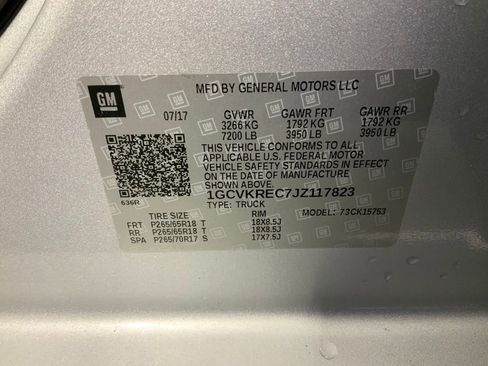 MFD BY GENERAL MOTORS LLC
GM
07/17 GVWR GAWR FRT GAWR RR
3266 KG 1792 KG 1792 KG
7200 LB 3950 LB 3950 LB
THIS VEHICLE CONFORMS TO ALL
APPLICABLE U.S. FEDERAL MOTOR
VEHICLE SAFETY STANDARDS IN EFFECT
ON THE DATE OF MANUFACTURE
SHOWN ABOVE.
1GCVKREC7JZ117823
636R TYPE: TRUCK
TIRE SIZE RIM MODEL: 73CK15753
FRT P265/65R18 T 18X8.5J
RR P265/65R18 T 18X8.5J
SPA P265/70R17 S 17X7.5J